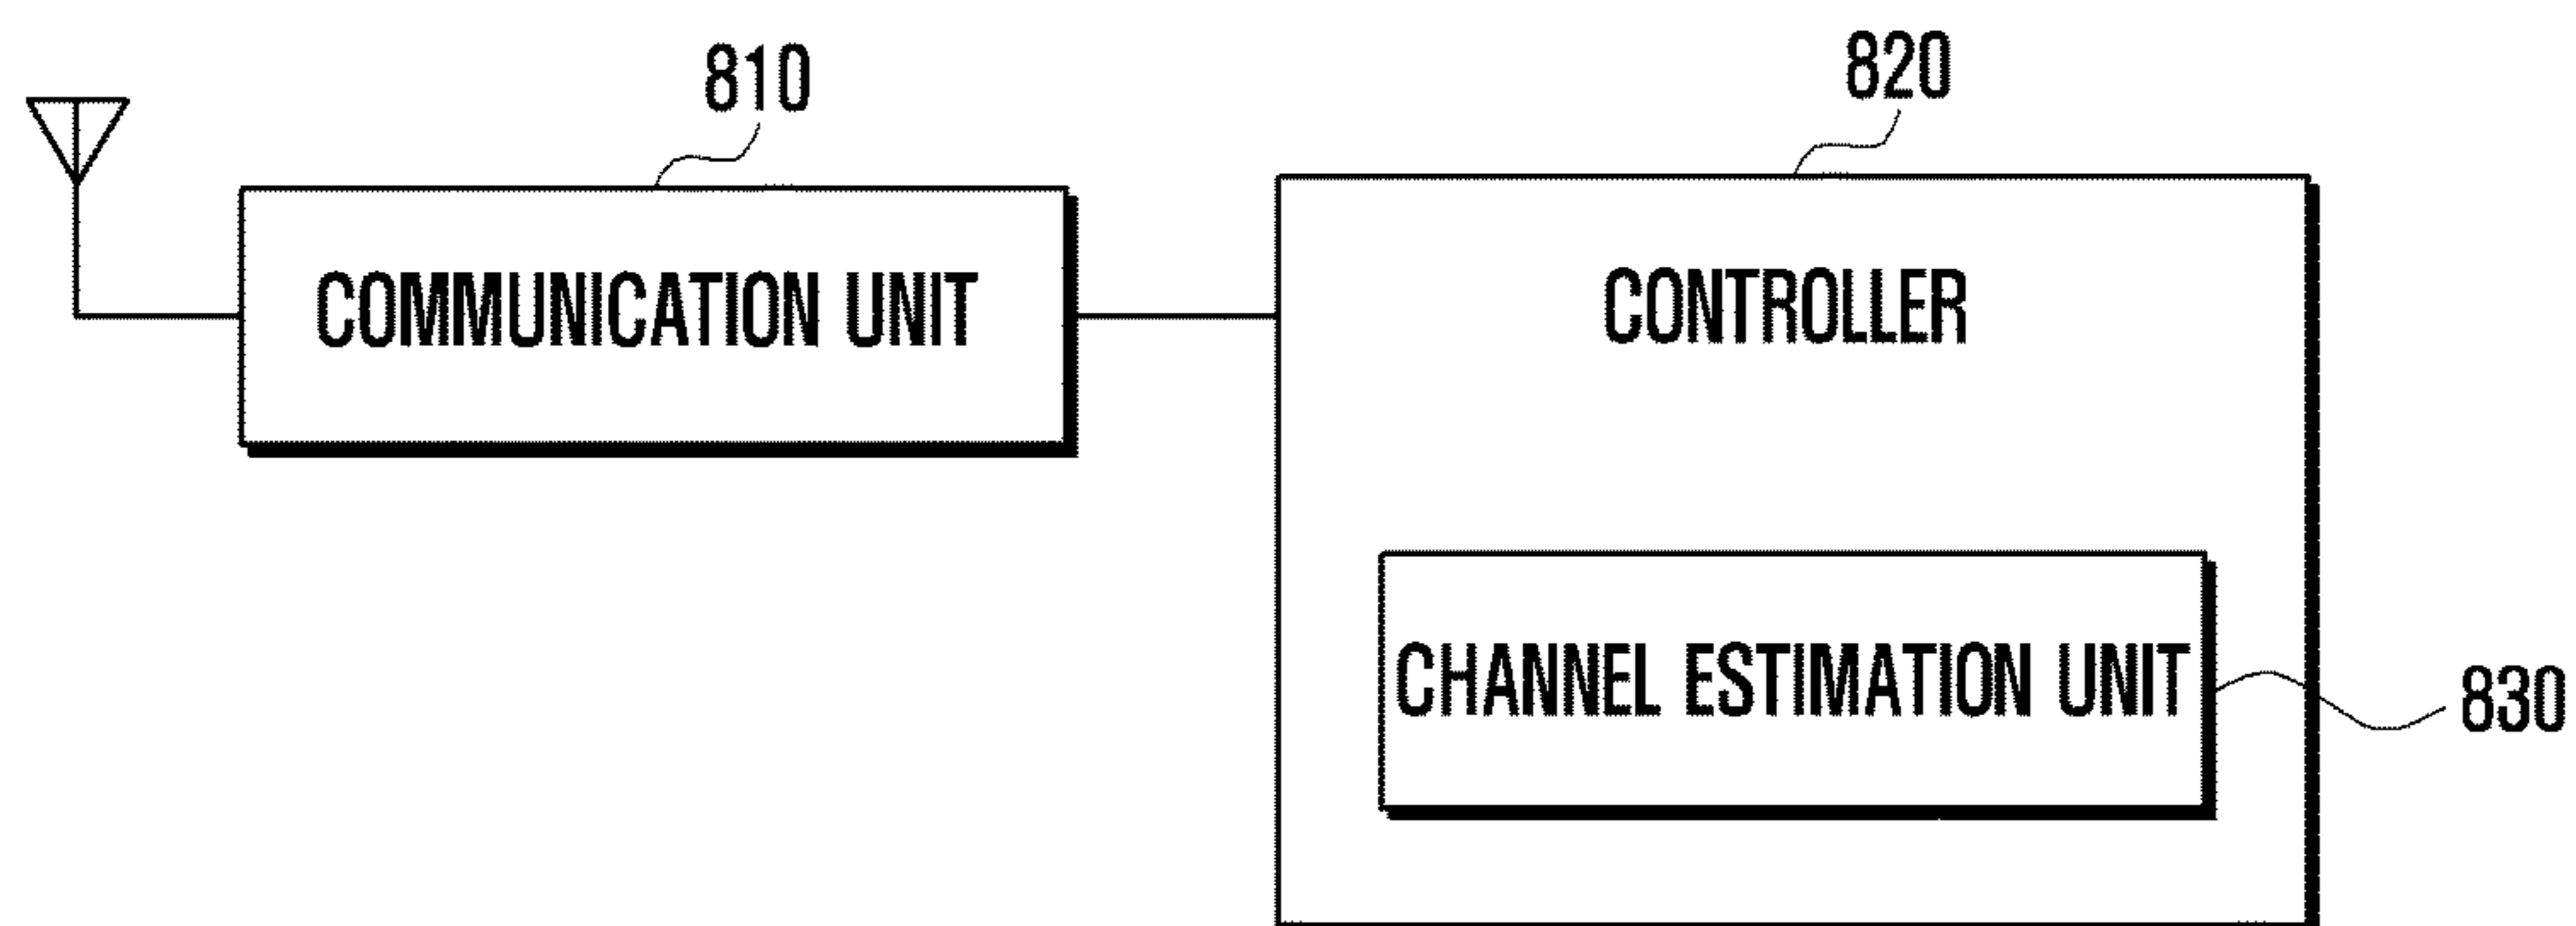 810
820
COMMUNICATION UNIT
CONTROLLER
CHANNEL ESTIMATION UNIT
830